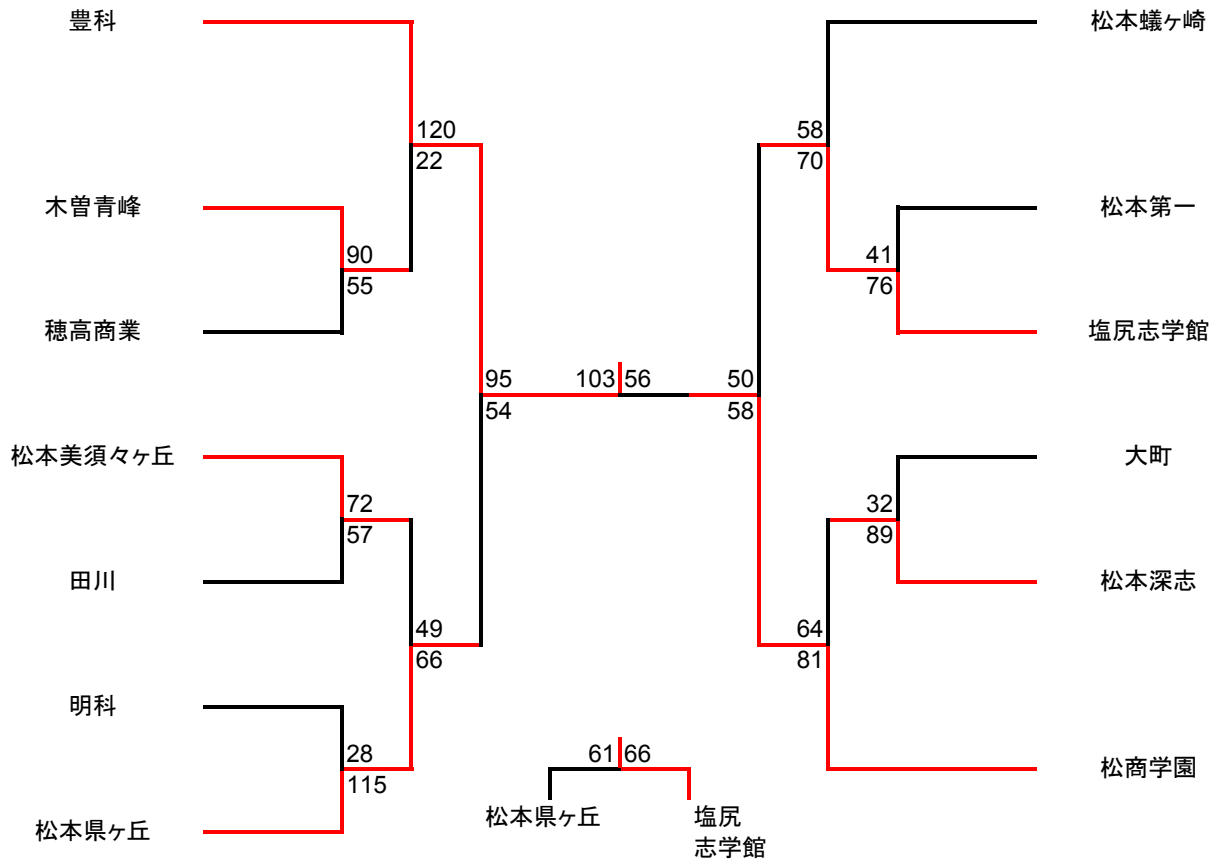 豊科
松本蟻ヶ崎
120
58
22
70
木曽青峰
松本第一
90
41
55
76
穂高商業
塩尻志学館
95
103
56
50
54
58
松本美須々ヶ丘
大町
72
32
57
89
田川
松本深志
49
64
66
81
明科
28
61
66
115
松商学園
松本県ヶ丘
松本県ヶ丘
塩尻
志学館